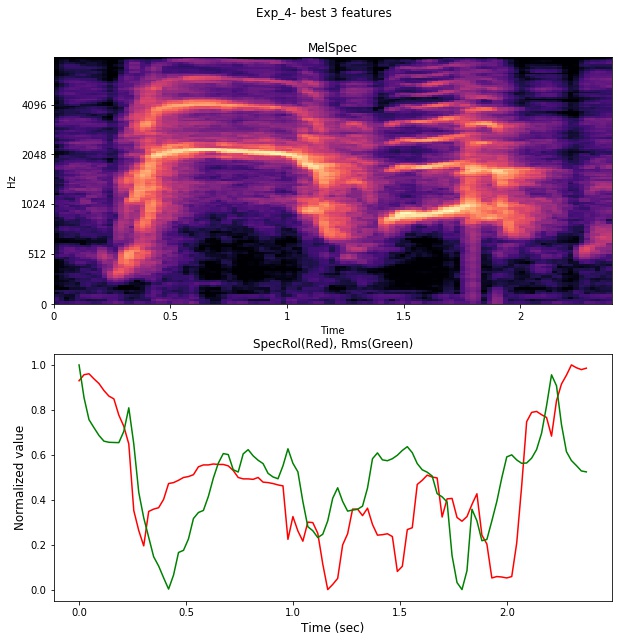 Exp_4- best 3 features
MelSpec
Hz
4096
2048
1024
512
0
0 0.5 1 1.5 2
Time
SpecRol(Red), Rms(Green)
Normalized value
1.0
0.8
0.6
0.4
0.2
0.0
0.0 0.5 1.0 1.5 2.0
Time (sec)